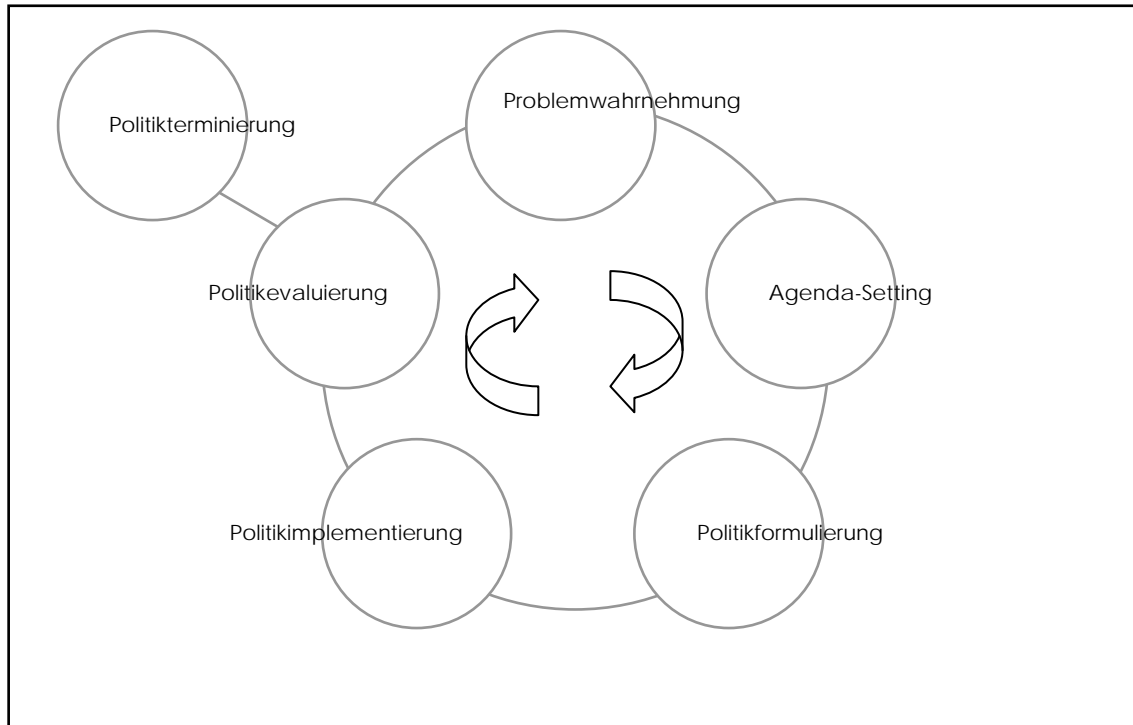 Problemwahrnehmung
Politikterminierung
Politikevaluierung
Agenda-Setting
Politikimplementierung
Politikformulierung